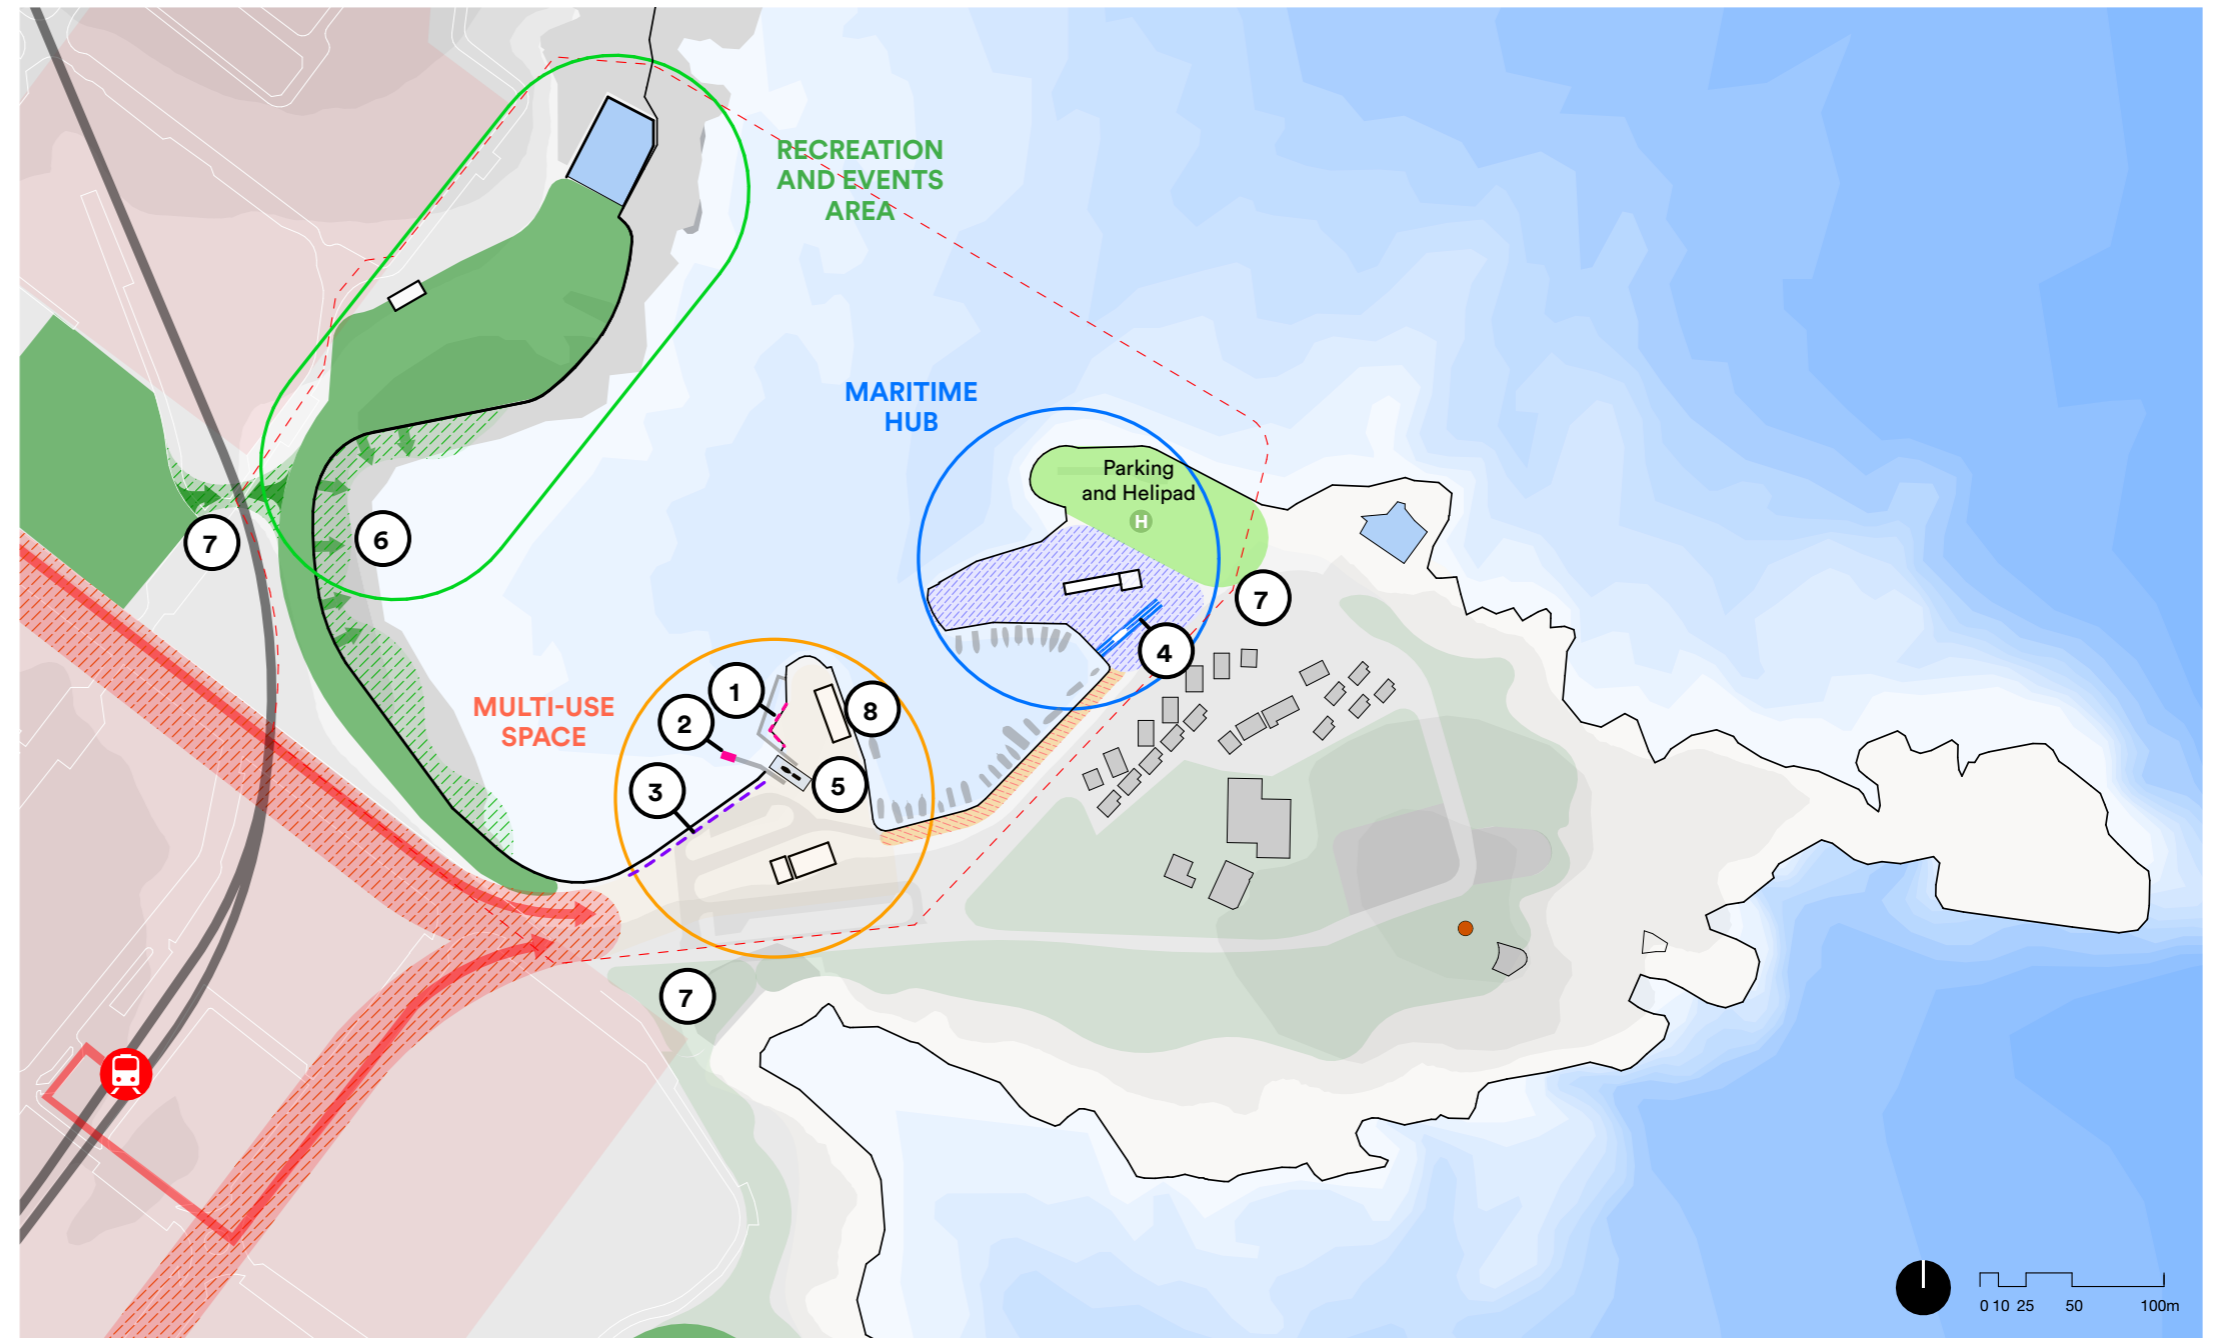 RECREATION
AND EVENTS
AREA
MARITIME
HUB
Parking
and Helipad
H
7
6
7
4
MULTI-USE
SPACE
1
2
8
3
5
7
0 10 25 50 100m